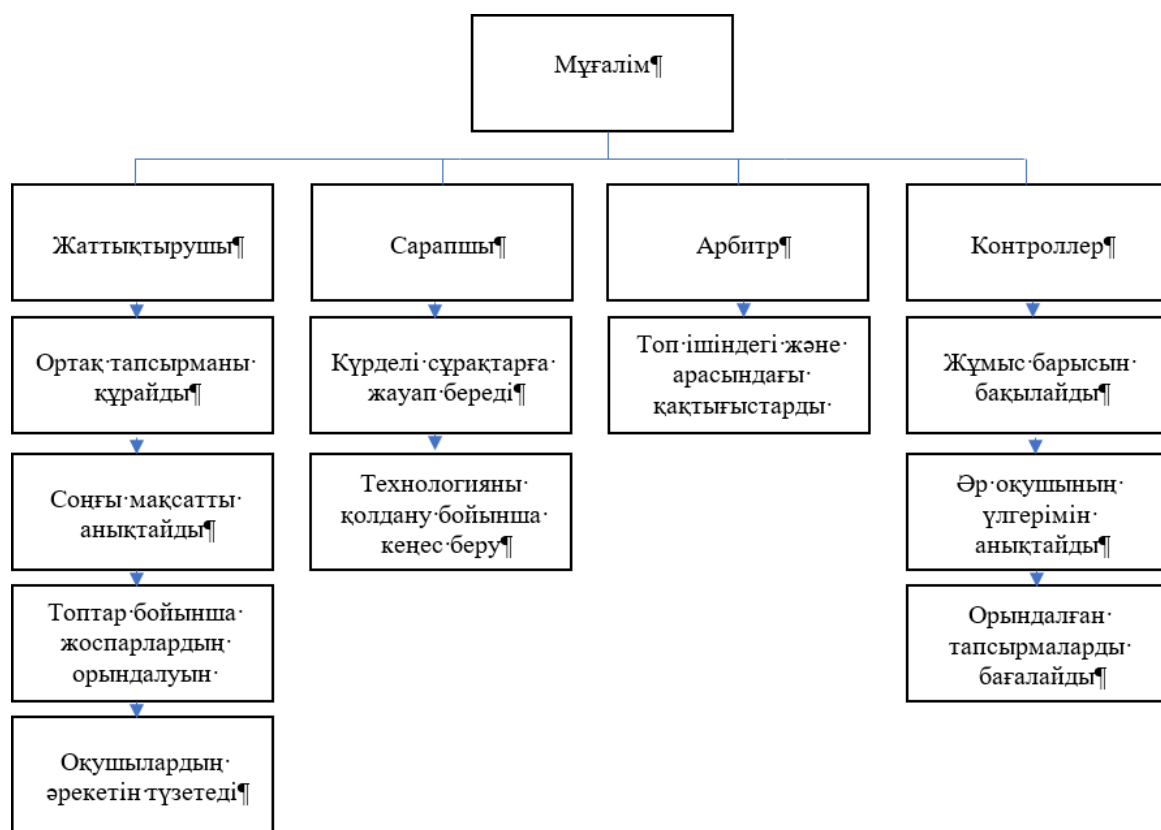 Мұғалім¶
Жаттықтырушы¶
Сарапшы¶
Арбитр¶
Контроллер¶
Ортақ·тапсырманы·
құрайды¶
Күрделі·сұрақтарға·
жауап·береді¶
Топ·ішіндегі·және·
арасындағы·
қақтығыстарды·
Жұмыс·барысын·
бақылайды¶
Соңғы·мақсатты·
анықтайды¶
Технологияны·
қолдану·бойынша·
кеңес·беру¶
Әр·оқушының·
үлгерімін·
анықтайды¶
Топтар·бойынша·
жоспарлардың·
орындалуын·
Орындалған·
тапсырмаларды·
бағалайды¶
Оқушылардың·
әрекетін·түзетеді¶